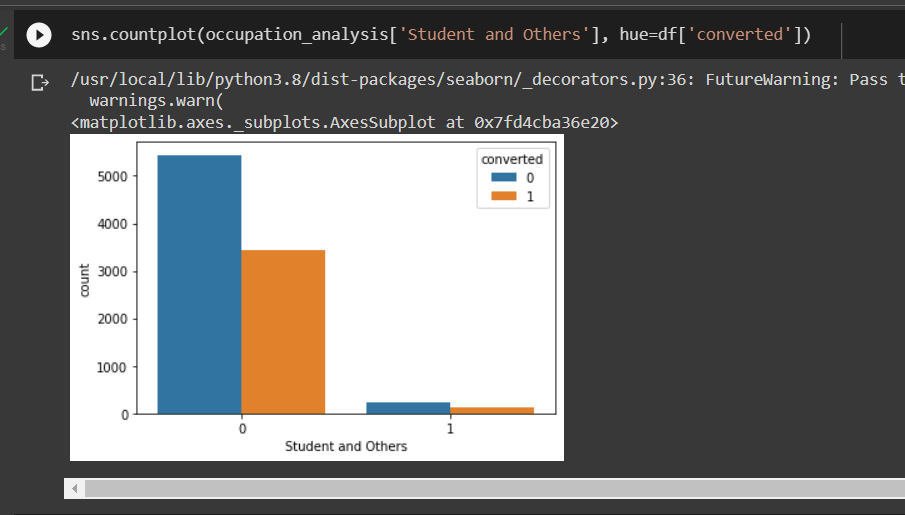 sns.countplot(occupation_analysis['Student and Others'], hue=df['converted'])
/usr/local/lib/python3.8/dist-packages/seaborn/_decorators.py:36: FutureWarning: Pass t
warnings.warn(
<matplotlib.axes._subplots.AxesSubplot at 0x7fd4cba36e20>
converted
0
1
5000
4000
3000
2000
1000
0
count
0 1
Student and Others